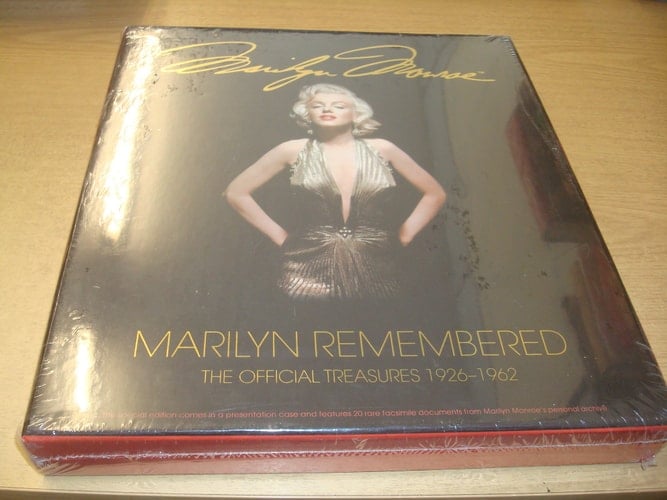 Marilyn Monroe
MARILYN REMEMBERED
THE OFFICIAL TREASURES 1926–1962
special edition comes in a presentation case and features 20 rare facsimile documents from Marilyn Monroe's personal archive